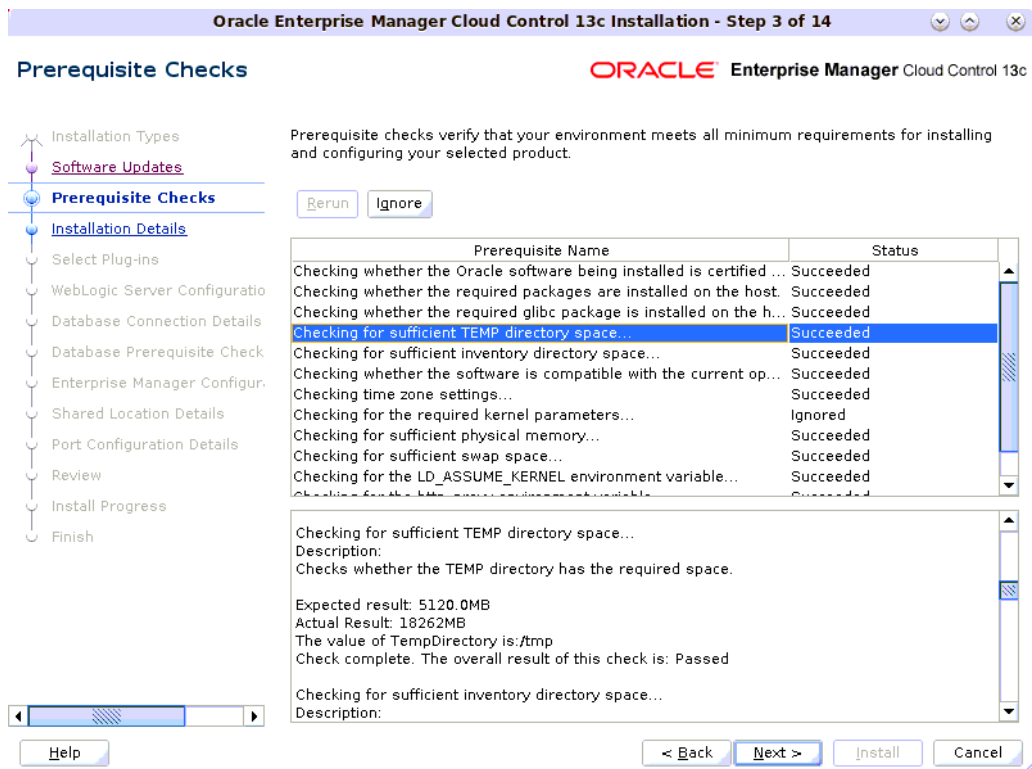 Oracle Enterprise Manager Cloud Control 13c Installation - Step 3 of 14
Prerequisite Checks
ORACLE Enterprise Manager Cloud Control 13c
Installation Types
Software Updates
Prerequisite Checks
Installation Details
Select Plug-ins
WebLogic Server Configuratio
Database Connection Details
Database Prerequisite Check
Enterprise Manager Configur
Shared Location Details
Port Configuration Details
Review
Install Progress
Finish
Prerequisite checks verify that your environment meets all minimum requirements for installing
and configuring your selected product.
Rerun Ignore
Prerequisite Name Status
Checking whether the Oracle software being installed is certified ... Succeeded
Checking whether the required packages are installed on the host. Succeeded
Checking whether the required glibc package is installed on the h... Succeeded
Checking for sufficient TEMP directory space... Succeeded
Checking for sufficient inventory directory space... Succeeded
Checking whether the software is compatible with the current op... Succeeded
Checking time zone settings... Succeeded
Checking for the required kernel parameters... Ignored
Checking for sufficient physical memory... Succeeded
Checking for sufficient swap space... Succeeded
Checking for the LD_ASSUME_KERNEL environment variable... Succeeded
Checking for the http_proxy environment variable Succeeded
Checking for sufficient TEMP directory space...
Description:
Checks whether the TEMP directory has the required space.
Expected result: 5120.0MB
Actual Result: 18262MB
The value of TempDirectory is:/tmp
Check complete. The overall result of this check is: Passed
Checking for sufficient inventory directory space...
Description:
Help < Back Next > Install Cancel